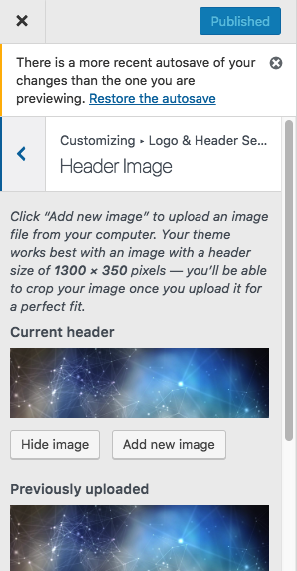 Published
There is a more recent autosave of your
changes than the one you are
previewing. Restore the autosave
Customizing ▸ Logo & Header Se...
Header Image
Click “Add new image” to upload an image
file from your computer. Your theme
works best with an image with a header
size of 1300 × 350 pixels — you’ll be able
to crop your image once you upload it for
a perfect fit.
Current header
Hide image Add new image
Previously uploaded